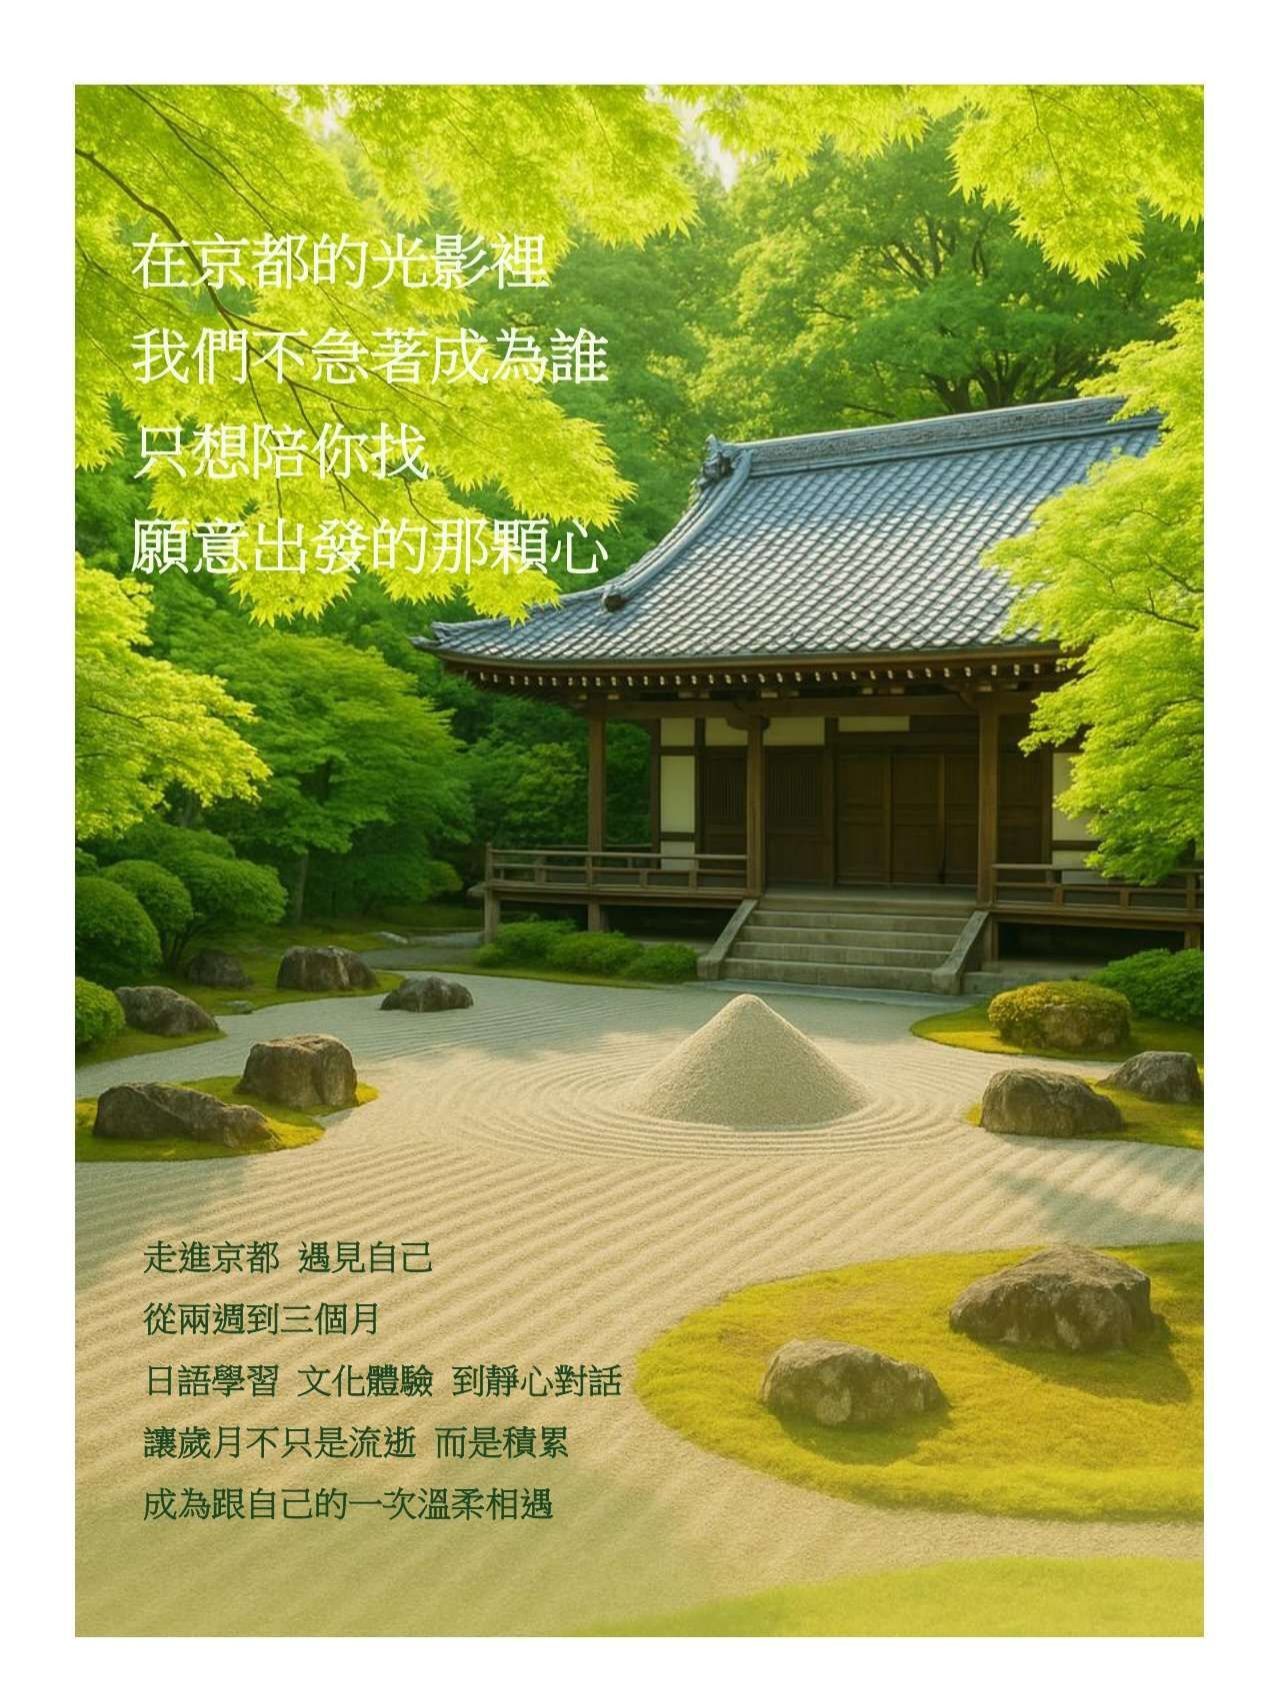 在京都的光影裡
我們不急著成為誰
只想陪你找
願意出發的那顆心
走進京都 遇見自己
從兩週到三個月
日語學習 文化體驗 到靜心對話
讓歲月不只是流逝 而是積累
成為跟自己的一次溫柔相遇